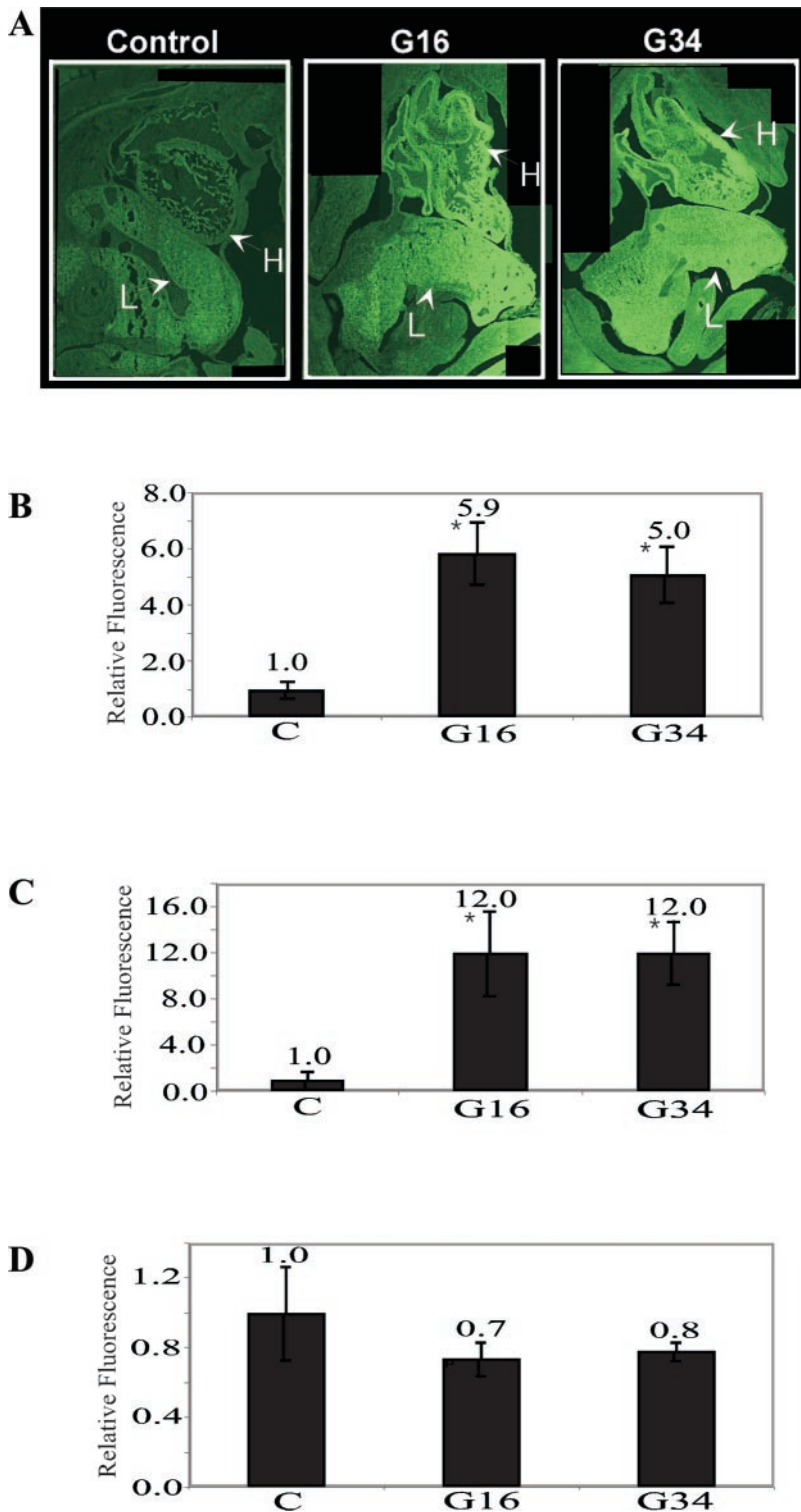 A
Control G16 G34
H
L
H
L
H
L
B
Relative Fluorescence
8.0
6.0
4.0
2.0
0.0
1.0
* 5.9
* 5.0
C G16 G34
C
Relative Fluorescence
16.0
12.0
8.0
4.0
0.0
1.0
* 12.0
* 12.0
C G16 G34
D
Relative Fluorescence
1.2
0.8
0.4
0.0
1.0
0.7
0.8
C G16 G34